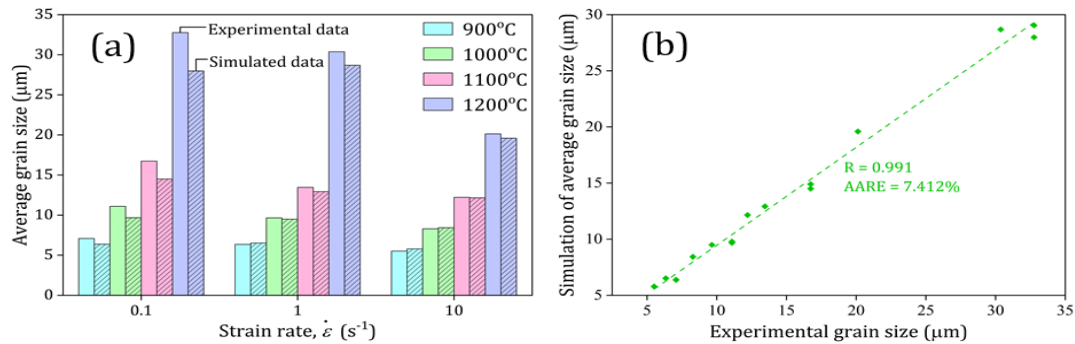 (a)
Experimental data
Simulated data
900°C
1000°C
1100°C
1200°C
35
30
25
20
15
10
5
0
Average grain size (μm)
0.1
1
10
Strain rate, ε̇ (s⁻¹)
(b)
30
25
20
15
10
5
Simulation of average grain size (μm)
R = 0.991
AARE = 7.412%
5
10
15
20
25
30
35
Experimental grain size (μm)